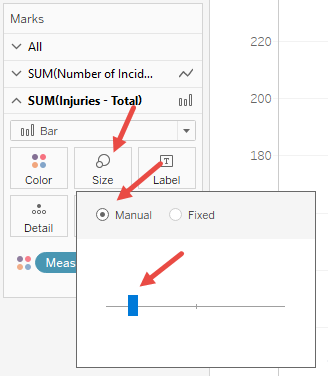 Marks
All
SUM(Number of Incid...
SUM(Injuries - Total)
Bar
Color
Size
Label
Detail
Manual
Fixed
Meas
220
200
180